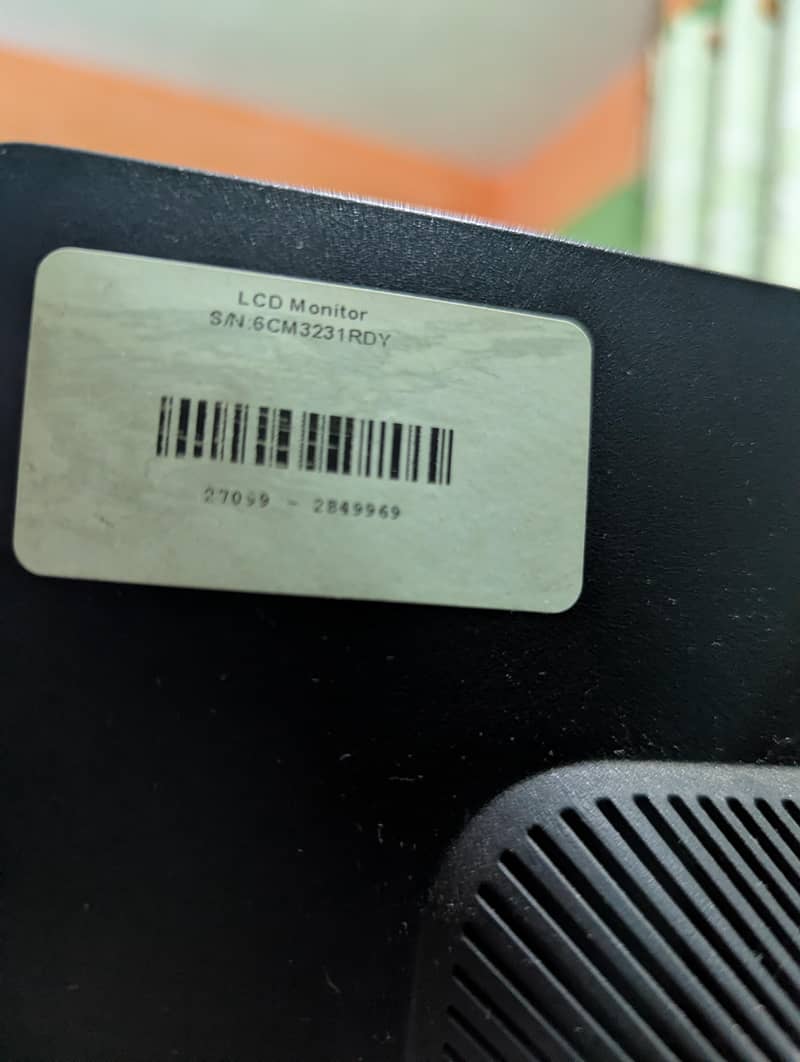 LCD Monitor
S/N:6CM3231RDY
27099 - 2849969